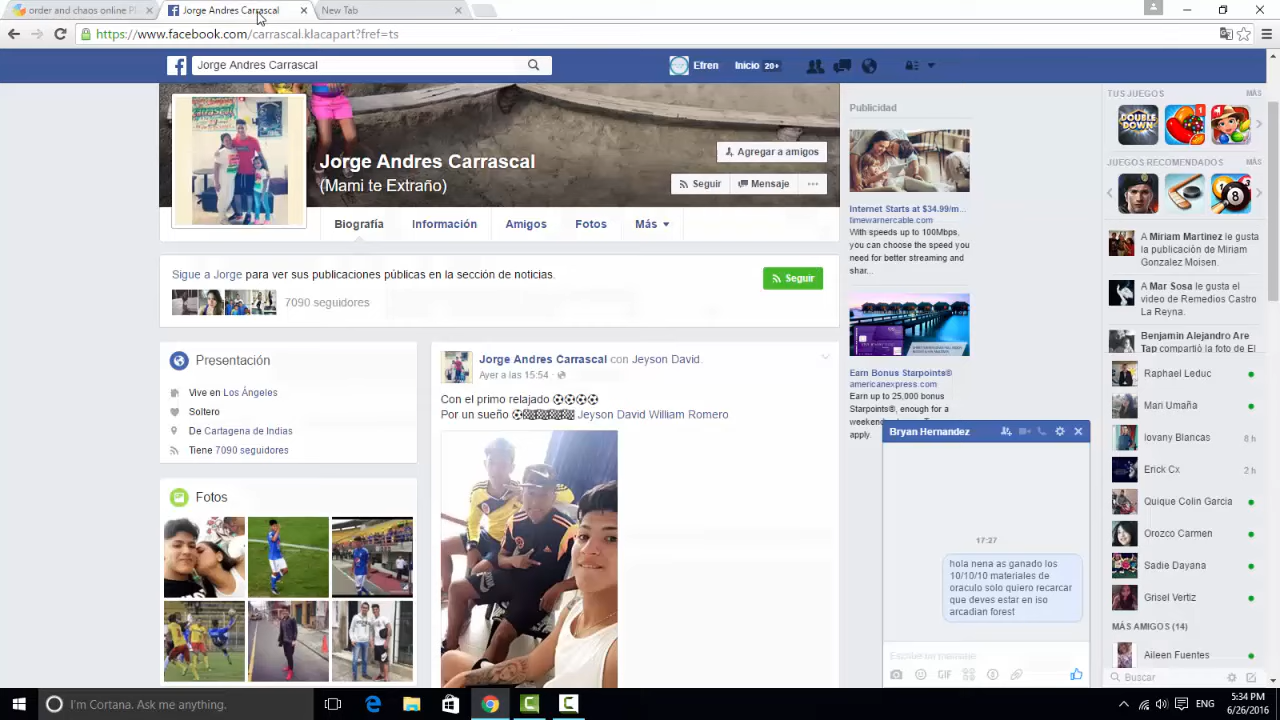 order and chaos online Pl
Jorge Andres Carrascal
New Tab
https://www.facebook.com/carrascal.klacapart?fref=ts
Jorge Andres Carrascal
Efren
Inicio 20+
Jorge Andres Carrascal
(Mami te Extraño)
Agregar a amigos
Seguir
Mensaje
Biografía
Información
Amigos
Fotos
Más
Sigue a Jorge para ver sus publicaciones públicas en la sección de noticias.
Seguir
7090 seguidores
Presentación
Vive en Los Ángeles
Soltero
De Cartagena de Indias
Tiene 7090 seguidores
Fotos
Jorge Andres Carrascal con Jeyson David.
Ayer a las 15:54
Con el primo relajado ⚽⚽⚽⚽
Por un sueño ⚽ Jeyson David William Romero
Publicidad
Internet Starts at $34.99/m...
timewarnercable.com
With speeds up to 100Mbps,
you can choose the speed you
need for better streaming and
shar...
Earn Bonus Starpoints®
americanexpress.com
Earn up to 25,000 bonus
Starpoints®, enough for a
apply.
Bryan Hernandez
17:27
hola nena as ganado los
10/10/10 materiales de
oraculo solo quiero recarcar
que deves estar en iso
arcadian forest
Escribe un mensaje...
GIF
TUS JUEGOS
MÁS
DOUBLE
DOWN
1
JUEGOS RECOMENDADOS
MÁS
8
A Miriam Martinez le gusta
la publicación de Miriam
Gonzalez Moisen.
A Mar Sosa le gusta el
video de Remedios Castro
La Reyna.
Benjamin Alejandro Are
Tap compartió la foto de El
Raphael Leduc
Mari Umaña
Iovany Blancas
8 h
Erick Cx
2 h
Quique Colin Garcia
Orozco Carmen
Sadie Dayana
Grisel Vertiz
MÁS AMIGOS (14)
Aileen Fuentes
Buscar
I'm Cortana. Ask me anything.
ENG
5:34 PM
6/26/2016